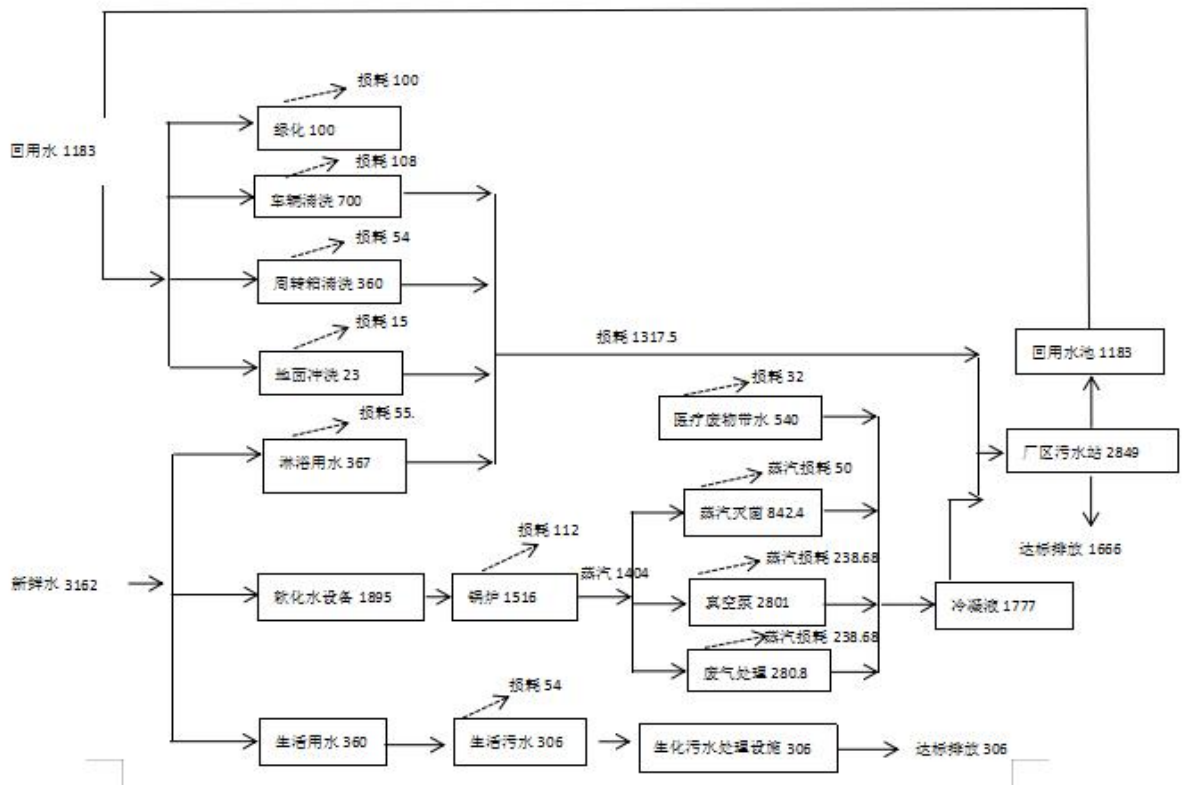 损耗 100
绿化 100
回用水 1183
损耗 108
车辆清洗 700
损耗 54
周转箱清洗 360
损耗 15
地面冲洗 23
损耗 1317.5
回用水池 1183
损耗 32
医疗废物带水 540
损耗 55.
淋浴用水 367
厂区污水站 2849
蒸汽损耗 50
蒸汽灭菌 842.4
损耗 112
达标排放 1666
新鲜水 3162
软化水设备 1895
锅炉 1516
蒸汽 1404
蒸汽损耗 238.68
真空泵 2801
冷凝液 1777
蒸汽损耗 238.68
废气处理 280.8
损耗 54
生活用水 360
生活污水 306
生化污水处理设施 306
达标排放 306